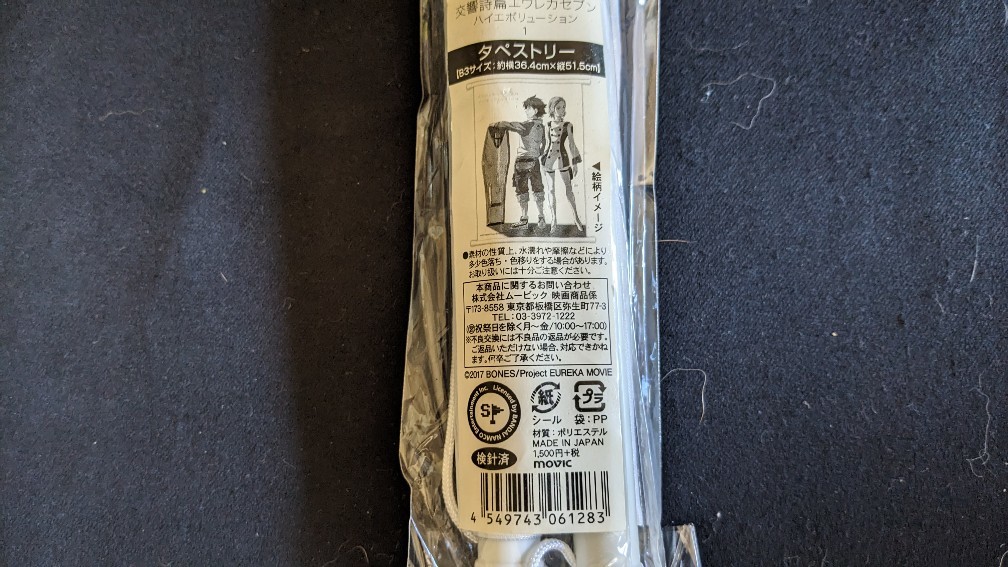 交響詩篇エウレカセブン
ハイエボリューション
1
タペストリー
【B3サイズ：約横36.4cm×縦51.5cm】
◀絵柄イメージ
●素材の性質上、水濡れや摩擦などにより
多少色落ち・色移りをする場合があります。
お取り扱いには十分ご注意ください。
本商品に関するお問い合わせ
株式会社ムービック 映画商品係
〒173-8558 東京都板橋区弥生町77-3
TEL：03-3972-1222
(㊡祝祭日を除く月〜金/10:00〜17:00)
※不良交換には不良品の返品が必要です。
ご返品いただけない場合、対応できかね
ます。何卒ご了承ください。
©2017 BONES/Project EUREKA MOVIE
Licensed by BANDAI NAMCO Entertainment Inc.
SP
紙
シール
プラ
袋：PP
材質：ポリエステル
MADE IN JAPAN
1,500円+税
検針済
movic
4 549743 061283